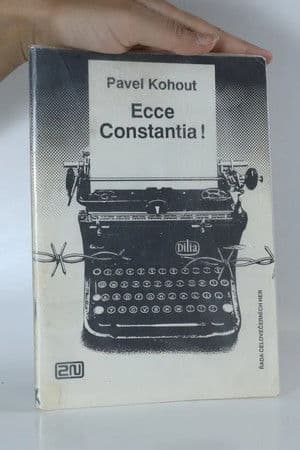 Pavel Kohout
Ecce
Constantia !
Dilia
ŘADA CELOVEČERNÍCH HER